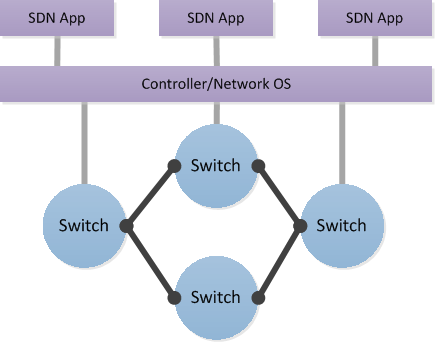 SDN App
SDN App
SDN App
Controller/Network OS
Switch
Switch
Switch
Switch